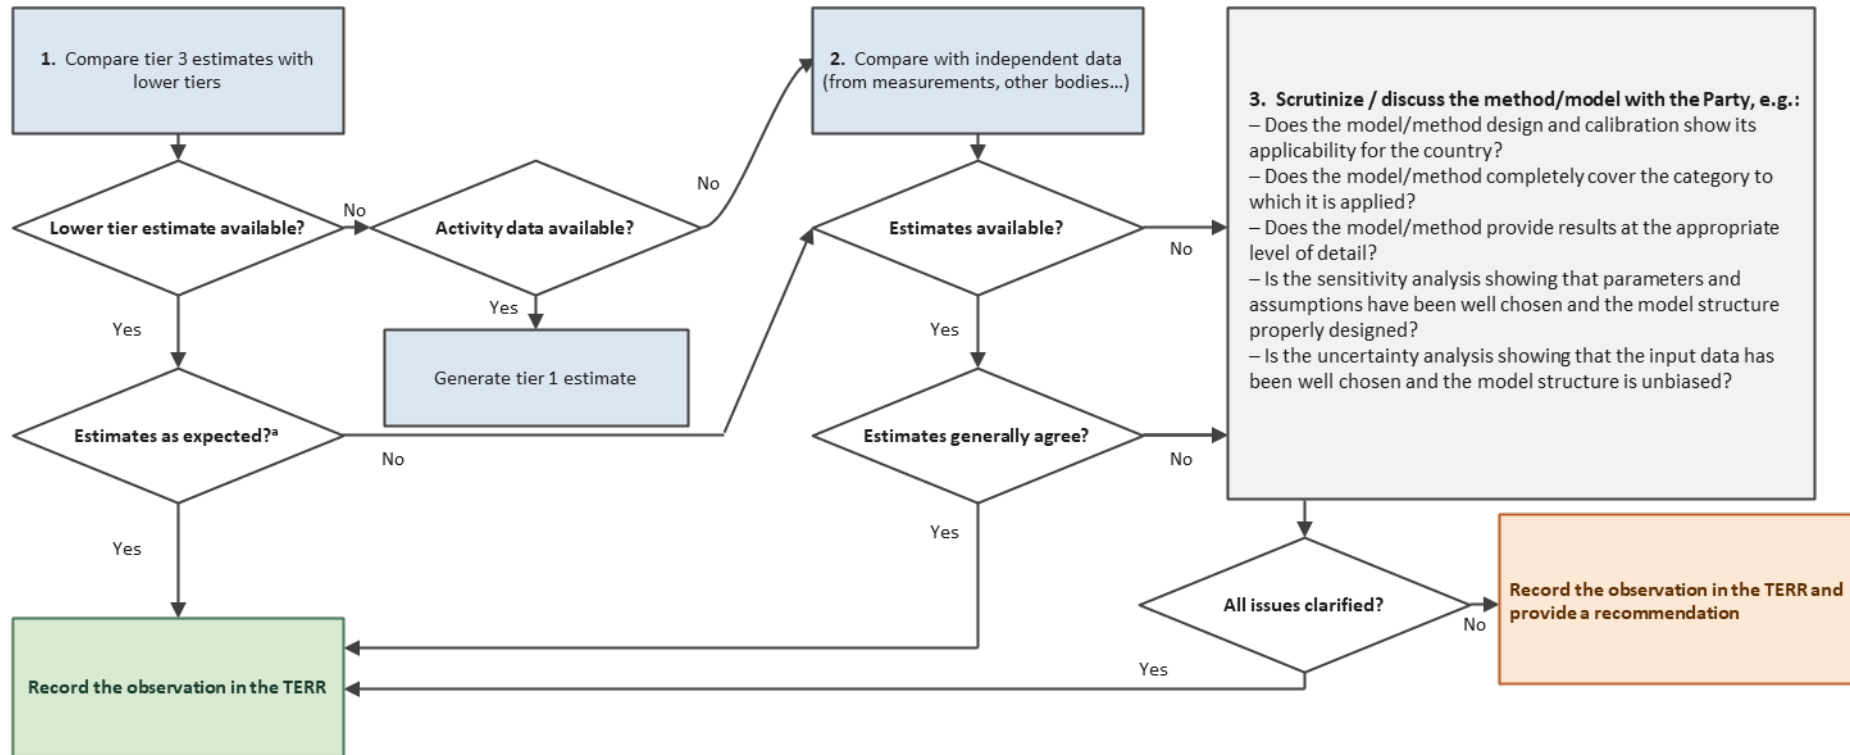 1. Compare tier 3 estimates with
lower tiers
Lower tier estimate available?
No
Activity data available?
No
Yes
Generate tier 1 estimate
Yes
Estimates as expected?ᵃ
No
Yes
Record the observation in the TERR
2. Compare with independent data
(from measurements, other bodies...)
Estimates available?
No
Yes
Estimates generally agree?
No
Yes
3. Scrutinize / discuss the method/model with the Party, e.g.:
– Does the model/method design and calibration show its
applicability for the country?
– Does the model/method completely cover the category to
which it is applied?
– Does the model/method provide results at the appropriate
level of detail?
– Is the sensitivity analysis showing that parameters and
assumptions have been well chosen and the model structure
properly designed?
– Is the uncertainty analysis showing that the input data has
been well chosen and the model structure is unbiased?
All issues clarified?
No
Yes
Record the observation in the TERR and
provide a recommendation